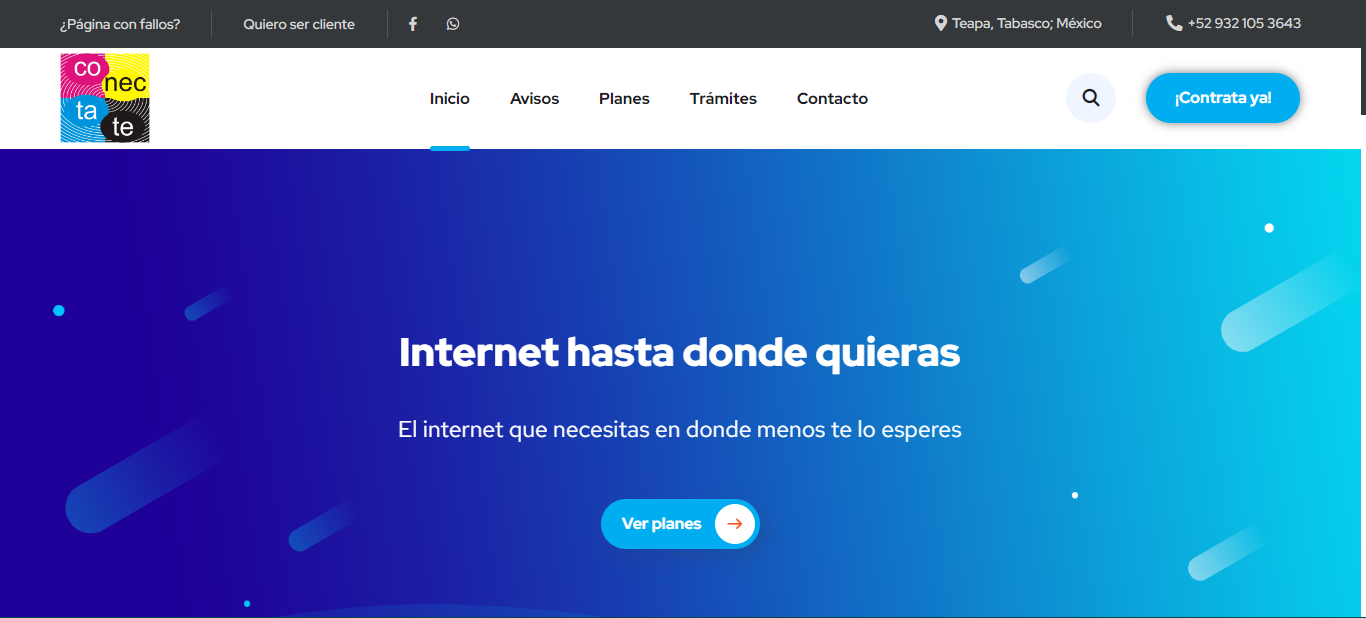 ¿Página con fallos?
Quiero ser cliente
Teapa, Tabasco; México
+52 932 105 3643
co
nec
ta
te
Inicio
Avisos
Planes
Trámites
Contacto
¡Contrata ya!
Internet hasta donde quieras
El internet que necesitas en donde menos te lo esperes
Ver planes